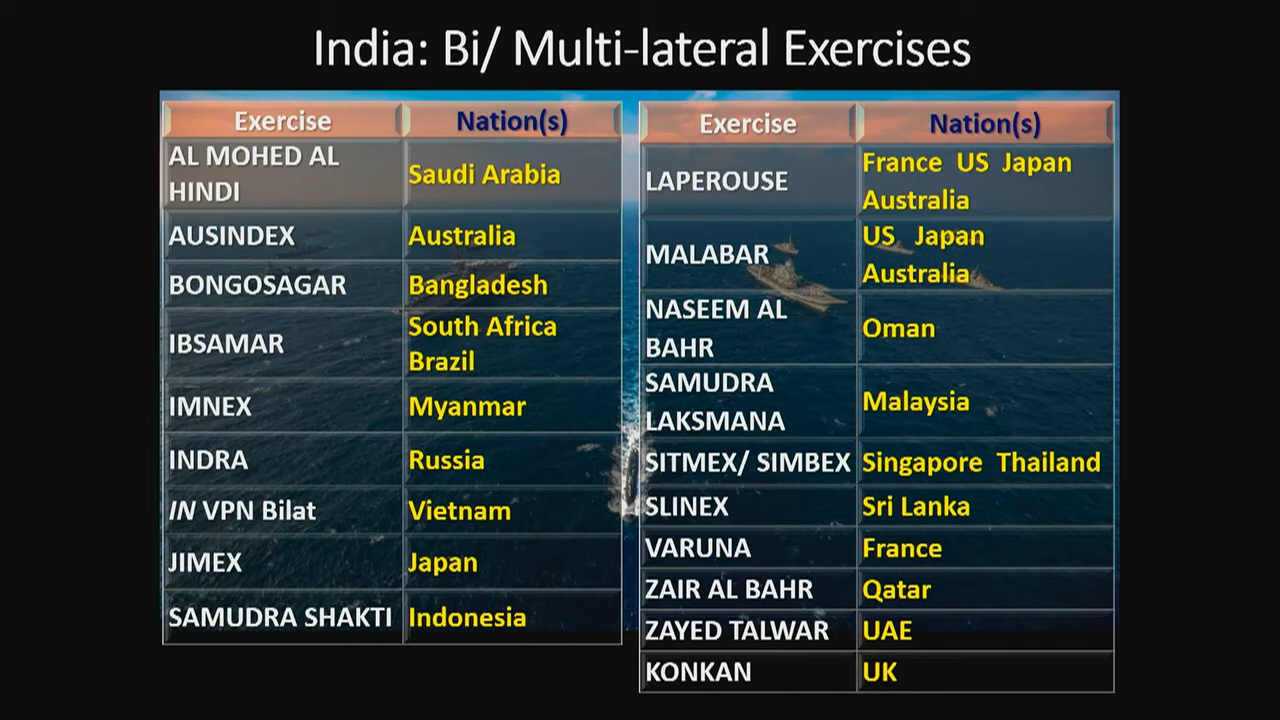 India: Bi/ Multi-lateral Exercises
Exercise Nation(s)
AL MOHED AL
HINDI
Saudi Arabia
AUSINDEX Australia
BONGOSAGAR Bangladesh
IBSAMAR
South Africa
Brazil
IMNEX Myanmar
INDRA Russia
IN VPN Bilat Vietnam
JIMEX Japan
SAMUDRA SHAKTI Indonesia
Exercise Nation(s)
LAPEROUSE
France US Japan
Australia
MALABAR
US Japan
Australia
NASEEM AL
BAHR
Oman
SAMUDRA
LAKSMANA
Malaysia
SITMEX/ SIMBEX Singapore Thailand
SLINEX Sri Lanka
VARUNA France
ZAIR AL BAHR Qatar
ZAYED TALWAR UAE
KONKAN UK